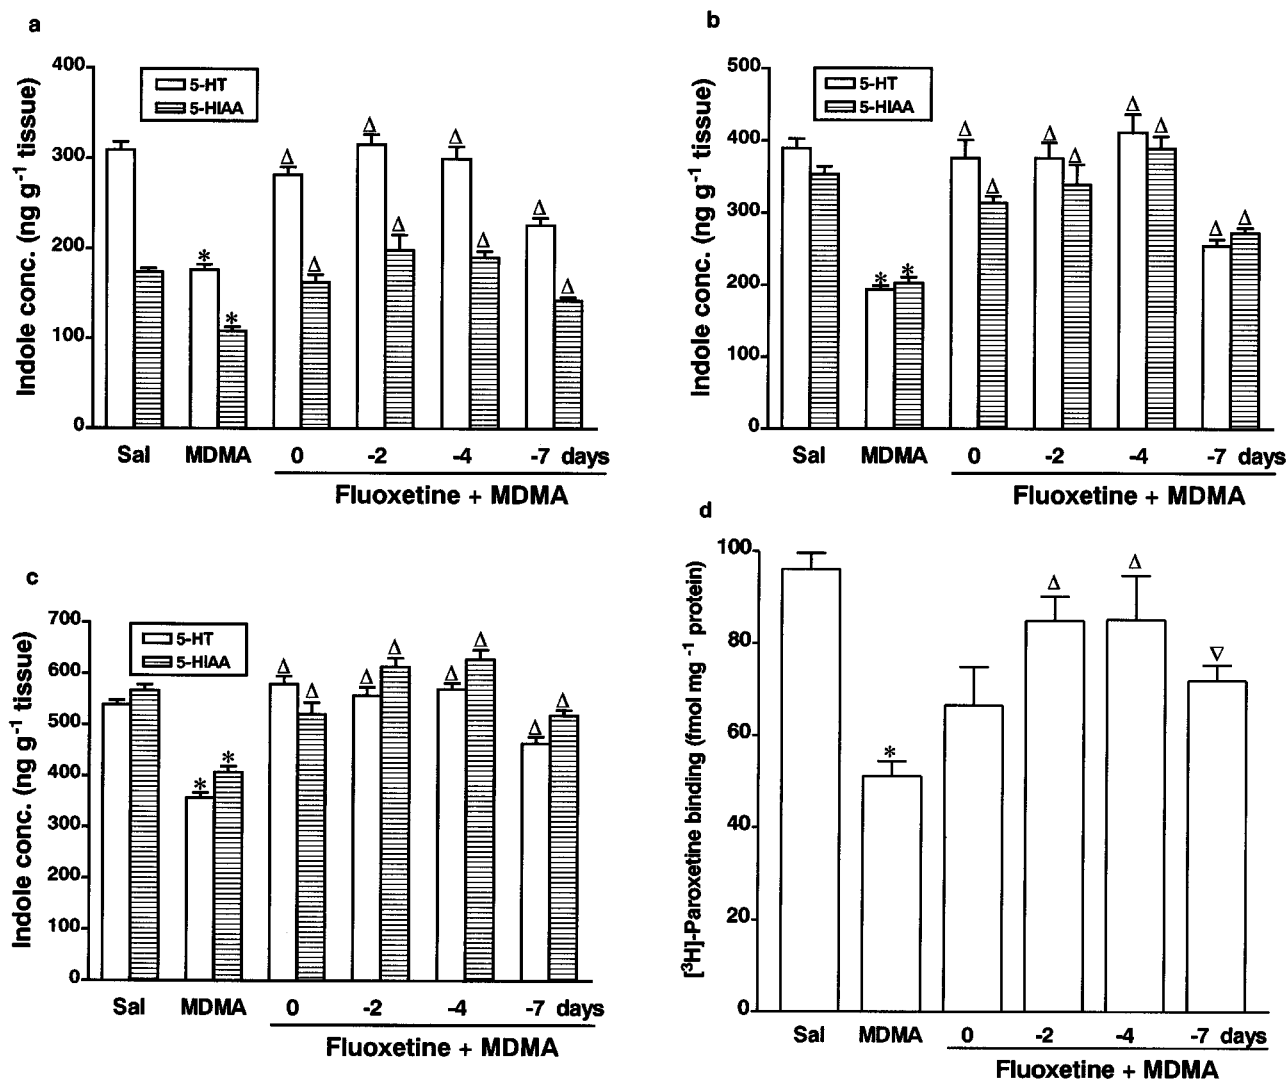 a
Indole conc. (ng g⁻¹ tissue)
400
300
200
100
0
5-HT
5-HIAA
Δ
Δ
Δ
Δ
Δ
Δ
Δ
Δ
*
*
Sal MDMA 0 -2 -4 -7 days
Fluoxetine + MDMA
b
Indole conc. (ng g⁻¹ tissue)
500
400
300
200
100
0
5-HT
5-HIAA
Δ
Δ
Δ
Δ
Δ
Δ
Δ
Δ
* *
Sal MDMA 0 -2 -4 -7 days
Fluoxetine + MDMA
c
Indole conc. (ng g⁻¹ tissue)
700
600
500
400
300
200
100
0
5-HT
5-HIAA
Δ
Δ
Δ
Δ
Δ
Δ
Δ
Δ
*
*
Sal MDMA 0 -2 -4 -7 days
Fluoxetine + MDMA
d
[³H]-Paroxetine binding (fmol mg ⁻¹ protein)
100
80
60
40
20
0
Δ
Δ
∇
*
Sal MDMA 0 -2 -4 -7 days
Fluoxetine + MDMA